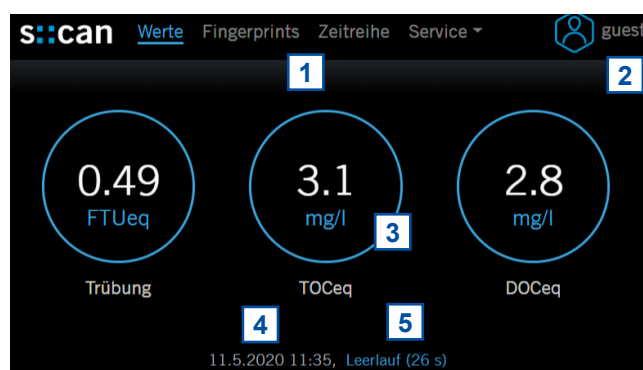 s::can Werte Fingerprints Zeitreihe Service guest
1
2
0.49 3.1 2.8
FTUeq mg/l mg/l
3
Trübung TOCeq DOCeq
4 5
11.5.2020 11:35, Leerlauf (26 s)